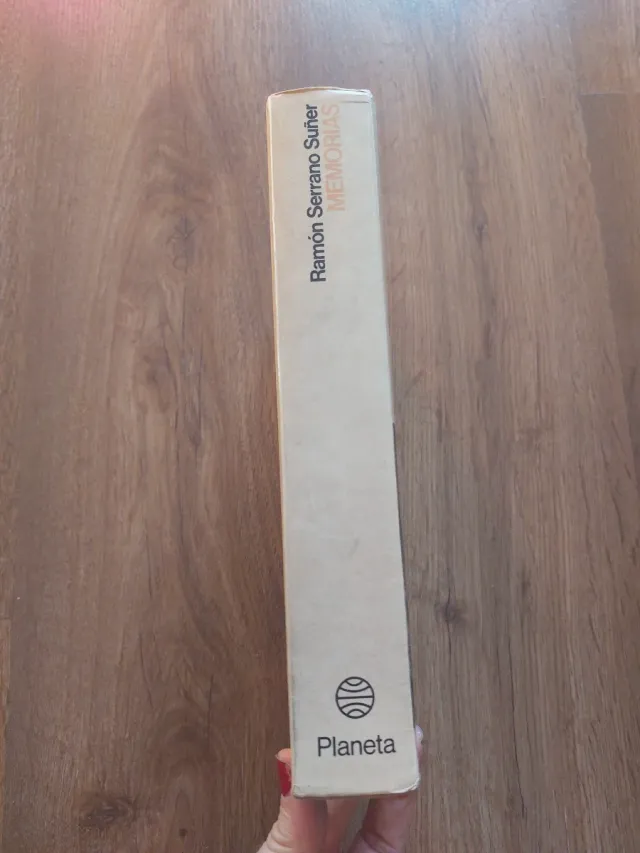 Ramón Serrano Suñer
MEMORIAS
Planeta